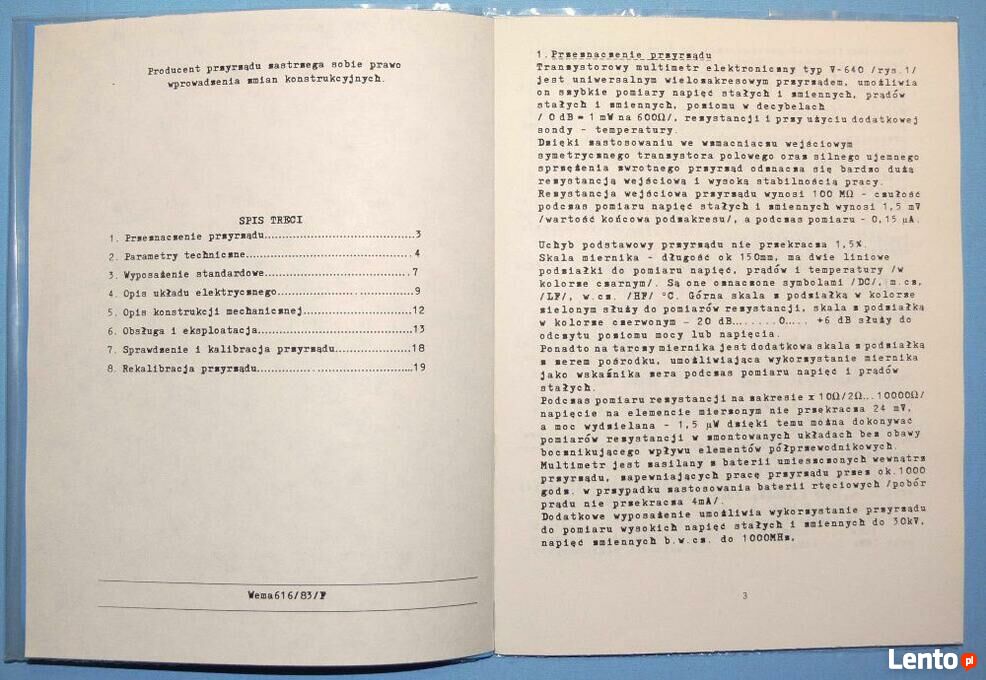 Producent przyrządu zastrzega sobie prawo
wprowadzenia zmian konstrukcyjnych.
SPIS TRECI
1. Przeznaczenie przyrządu..................................3
2. Parametry techniczne......................................4
3. Wyposażenie standardowe...................................7
4. Opis układu elektrycznego.................................9
5. Opis konstrukcji mechanicznej.............................12
6. Obsługa i eksploatacja....................................13
7. Sprawdzenie i kalibracja przyrządu........................18
8. Rekalibracja przyrządu....................................19
Wema616/83/F
1. Przeznaczenie przyrządu
Tranzystorowy multimetr elektroniczny typ V-640 /rys.1/
jest uniwersalnym wielozakresowym przyrządem, umożliwia
on szybkie pomiary napięć stałych i zmiennych, prądów
stałych i zmiennych, poziomu w decybelach
/ 0 dB = 1 mW na 600Ω/, rezystancji i przy użyciu dodatkowej
sondy - temperatury.
Dzięki zastosowaniu we wzmacniaczu wejściowym
symetrycznego tranzystora polowego oraz silnego ujemnego
sprzężenia zwrotnego przyrząd odznacza się bardzo dużą
rezystancją wejściową i wysoką stabilnością pracy.
Rezystancja wejściowa przyrządu wynosi 100 MΩ - czułość
podczas pomiaru napięć stałych i zmiennych wynosi 1,5 mV
/wartość końcowa podzakresu/, a podczas pomiaru - 0,15 µA.
Uchyb podstawowy przyrządu nie przekracza 1,5%.
Skala miernika - długość ok 150mm, ma dwie liniowe
podziałki do pomiaru napięć, prądów i temperatury /w
kolorze czarnym/. Są one oznaczone symbolami /DC/, m.cz,
/LF/, w.cz. /HF/ °C. Górna skala z podziałką w kolorze
zielonym służy do pomiarów rezystancji, skala z podziałką
w kolorze czerwonym - 20 dB.......0.... +6 dB służy do
odczytu poziomu mocy lub napięcia.
Ponadto na tarczy miernika jest dodatkowa skala z podziałką
z zerem pośrodku, umożliwiająca wykorzystanie miernika
jako wskaźnika zera podczas pomiaru napięć i prądów
stałych.
Podczas pomiaru rezystancji na zakresie x 10Ω/2Ω...10000Ω/
napięcie na elemencie mierzonym nie przekracza 24 mV,
a moc wydzielana - 1,5 µW dzięki temu można dokonywać
pomiarów rezystancji w zmontowanych układach bez obawy
bocznikującego wpływu elementów półprzewodnikowych.
Multimetr jest zasilany z baterii umieszczonych wewnątrz
przyrządu, zapewniających pracę przyrządu przez ok.1000
godz. w przypadku zastosowania baterii rtęciowych /pobór
prądu nie przekracza 4mA/.
Dodatkowe wyposażenie umożliwia wykorzystanie przyrządu
do pomiaru wysokich napięć stałych i zmiennych do 30kV,
napięć zmiennych b.w.cz. do 1000MHz.
3
Lento.pl